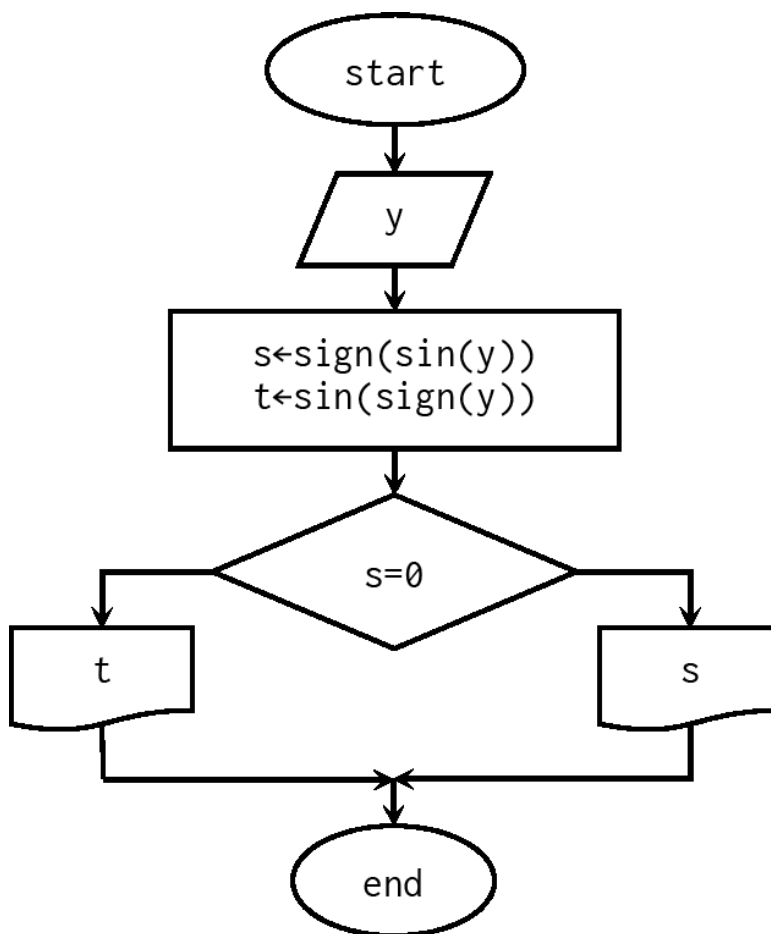 start
y
s←sign(sin(y))
t←sin(sign(y))
s=0
t
s
end